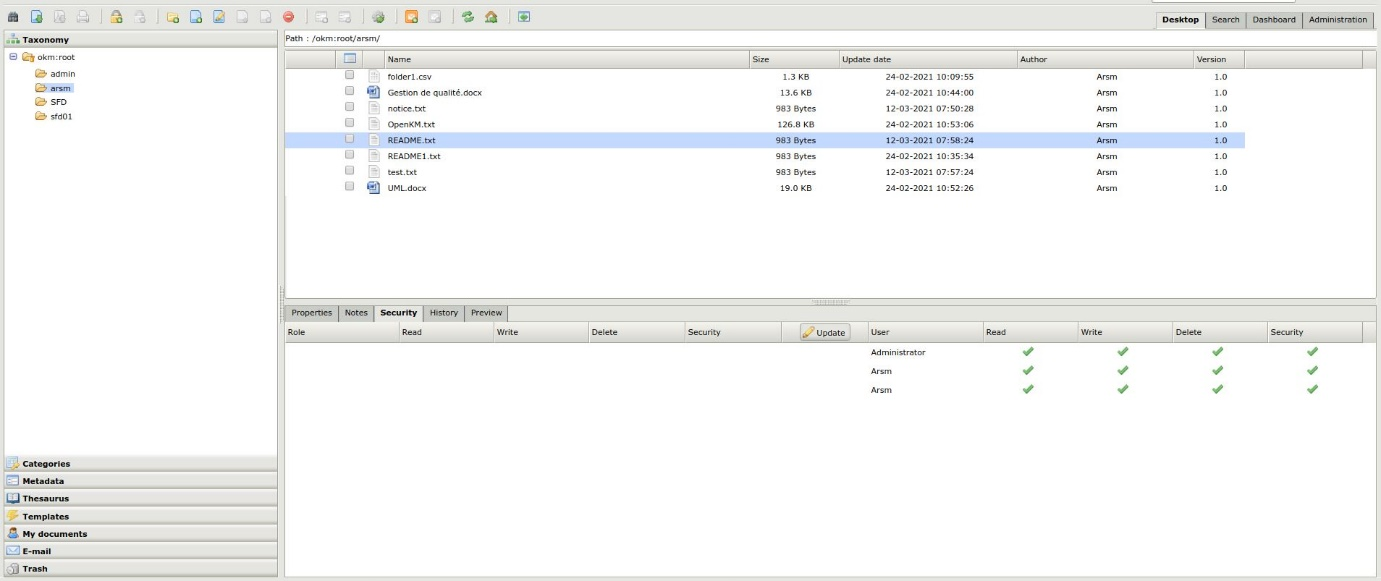 Desktop Search Dashboard Administration
Taxonomy
Path : /okm:root/arsm/
okm:root
admin
arsm
SFD
sfd01
Name Size Update date Author Version
folder1.csv 1.3 KB 24-02-2021 10:09:55 Arsm 1.0
Gestion de qualité.docx 13.6 KB 24-02-2021 10:44:00 Arsm 1.0
notice.txt 983 Bytes 12-03-2021 07:50:28 Arsm 1.0
OpenKM.txt 126.8 KB 24-02-2021 10:53:06 Arsm 1.0
README.txt 983 Bytes 12-03-2021 07:58:24 Arsm 1.0
README1.txt 983 Bytes 24-02-2021 10:35:34 Arsm 1.0
test.txt 983 Bytes 12-03-2021 07:57:24 Arsm 1.0
UML.docx 19.0 KB 24-02-2021 10:52:26 Arsm 1.0
Properties Notes Security History Preview
Role Read Write Delete Security Update User Read Write Delete Security
Administrator
Arsm
Arsm
Categories
Metadata
Thesaurus
Templates
My documents
E-mail
Trash